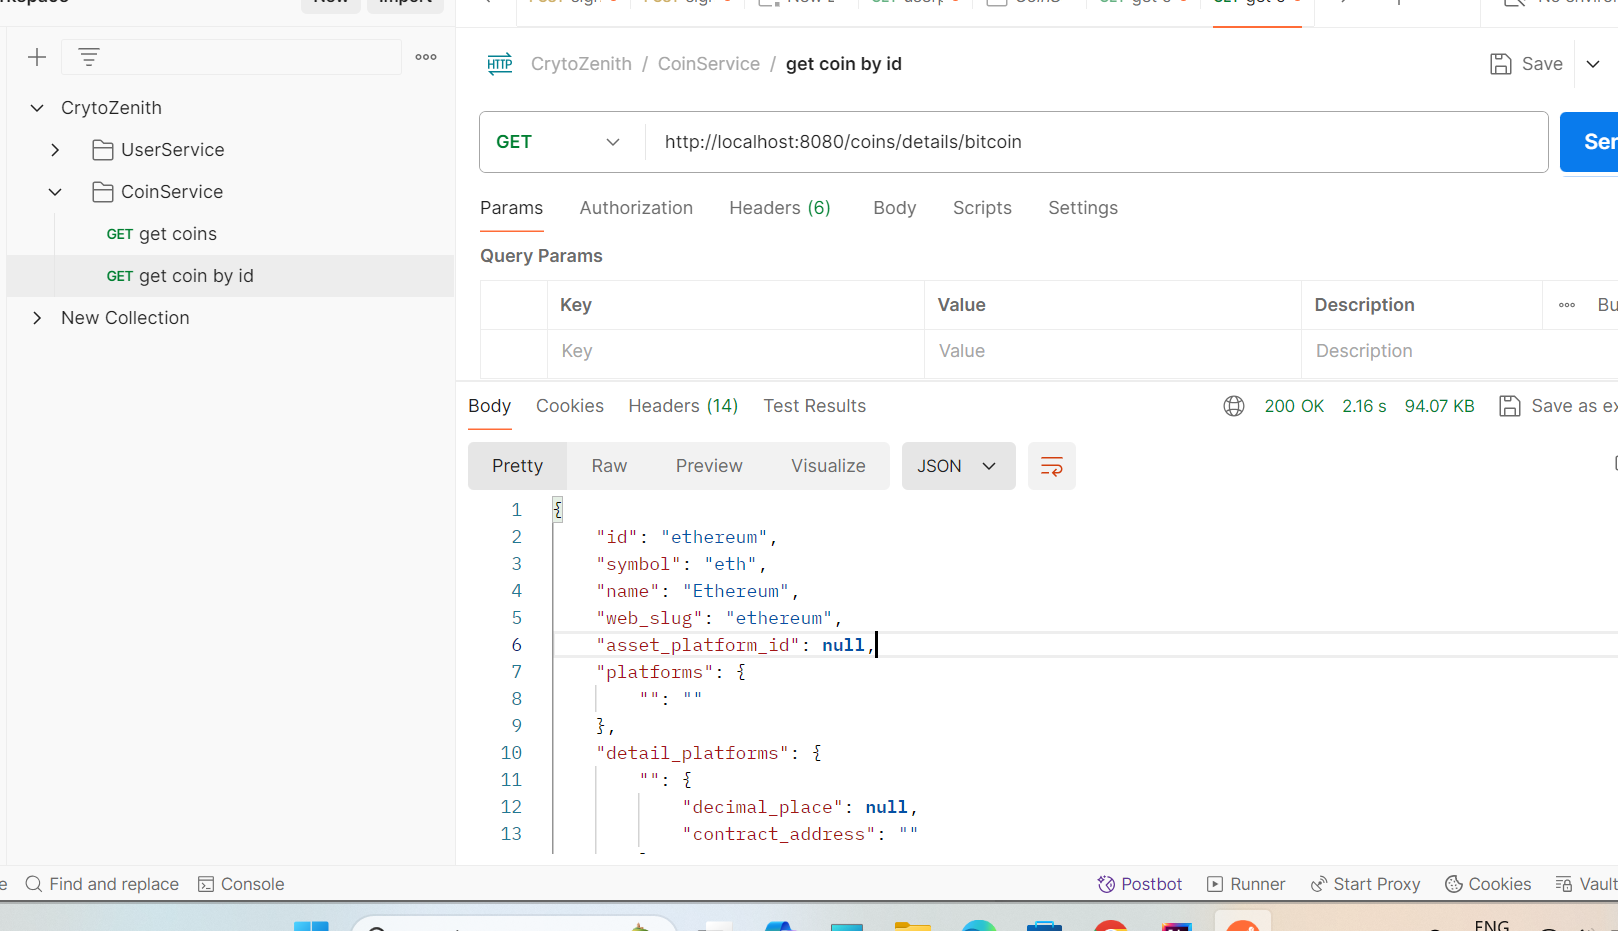 New Import
CrytoZenith
UserService
CoinService
GET get coins
GET get coin by id
New Collection
HTTP CrytoZenith / CoinService / get coin by id
Save
GET http://localhost:8080/coins/details/bitcoin
Params Authorization Headers (6) Body Scripts Settings
Query Params
Key Value Description
Key Value Description
Body Cookies Headers (14) Test Results
200 OK 2.16 s 94.07 KB Save as
Pretty Raw Preview Visualize JSON
1 {
2 "id": "ethereum",
3 "symbol": "eth",
4 "name": "Ethereum",
5 "web_slug": "ethereum",
6 "asset_platform_id": null,
7 "platforms": {
8 "": ""
9 },
10 "detail_platforms": {
11 "": {
12 "decimal_place": null,
13 "contract_address": ""
Find and replace Console
Postbot Runner Start Proxy Cookies Vault
ENG